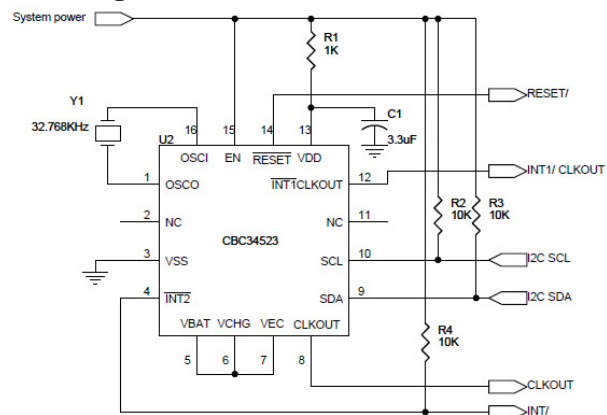 System power
R1
1K
RESET/
Y1
32.768KHz
C1
3.3uF
U2
16 15 14 13
OSCI EN RESET VDD
1 OSCO INT1CLKOUT 12 INT1/ CLKOUT
R2
10K
R3
10K
2 NC NC 11
CBC34523
3 VSS SCL 10 I2C SCL
4 INT2 SDA 9 I2C SDA
R4
10K
VBAT VCHG VEC CLKOUT
5 6 7 8
CLKOUT
INT/